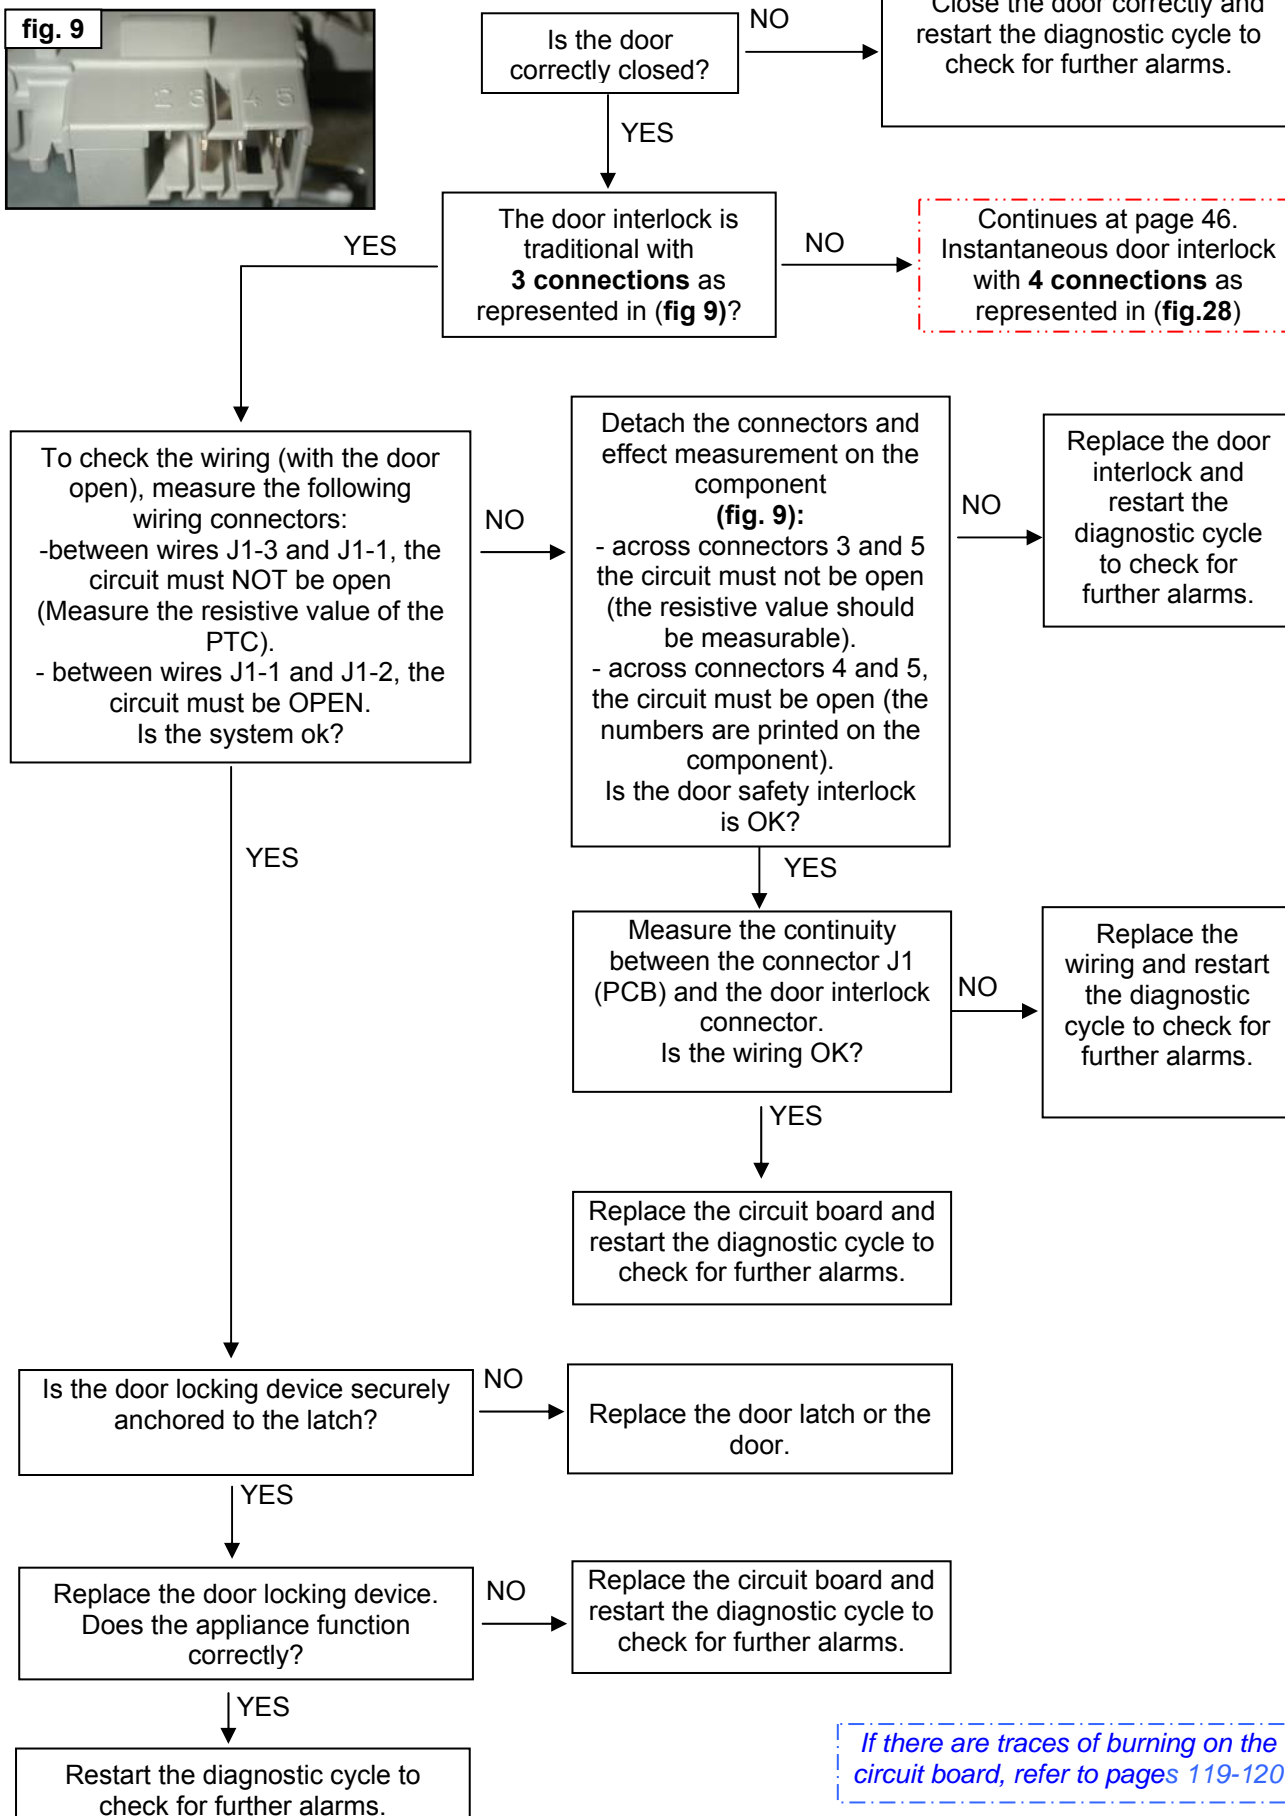 fig. 9
2 3 4 5
Is the door
correctly closed?
NO
Close the door correctly and
restart the diagnostic cycle to
check for further alarms.
YES
The door interlock is
traditional with
3 connections as
represented in (fig 9)?
YES
NO
Continues at page 46.
Instantaneous door interlock
with 4 connections as
represented in (fig.28)
To check the wiring (with the door
open), measure the following
wiring connectors:
-between wires J1-3 and J1-1, the
circuit must NOT be open
(Measure the resistive value of the
PTC).
- between wires J1-1 and J1-2, the
circuit must be OPEN.
Is the system ok?
NO
Detach the connectors and
effect measurement on the
component
(fig. 9):
- across connectors 3 and 5
the circuit must not be open
(the resistive value should
be measurable).
- across connectors 4 and 5,
the circuit must be open (the
numbers are printed on the
component).
Is the door safety interlock
is OK?
NO
Replace the door
interlock and
restart the
diagnostic cycle
to check for
further alarms.
YES
YES
Measure the continuity
between the connector J1
(PCB) and the door interlock
connector.
Is the wiring OK?
NO
Replace the
wiring and restart
the diagnostic
cycle to check for
further alarms.
YES
Replace the circuit board and
restart the diagnostic cycle to
check for further alarms.
Is the door locking device securely
anchored to the latch?
NO
Replace the door latch or the
door.
YES
Replace the door locking device.
Does the appliance function
correctly?
NO
Replace the circuit board and
restart the diagnostic cycle to
check for further alarms.
YES
Restart the diagnostic cycle to
check for further alarms.
If there are traces of burning on the
circuit board, refer to pages 119-120